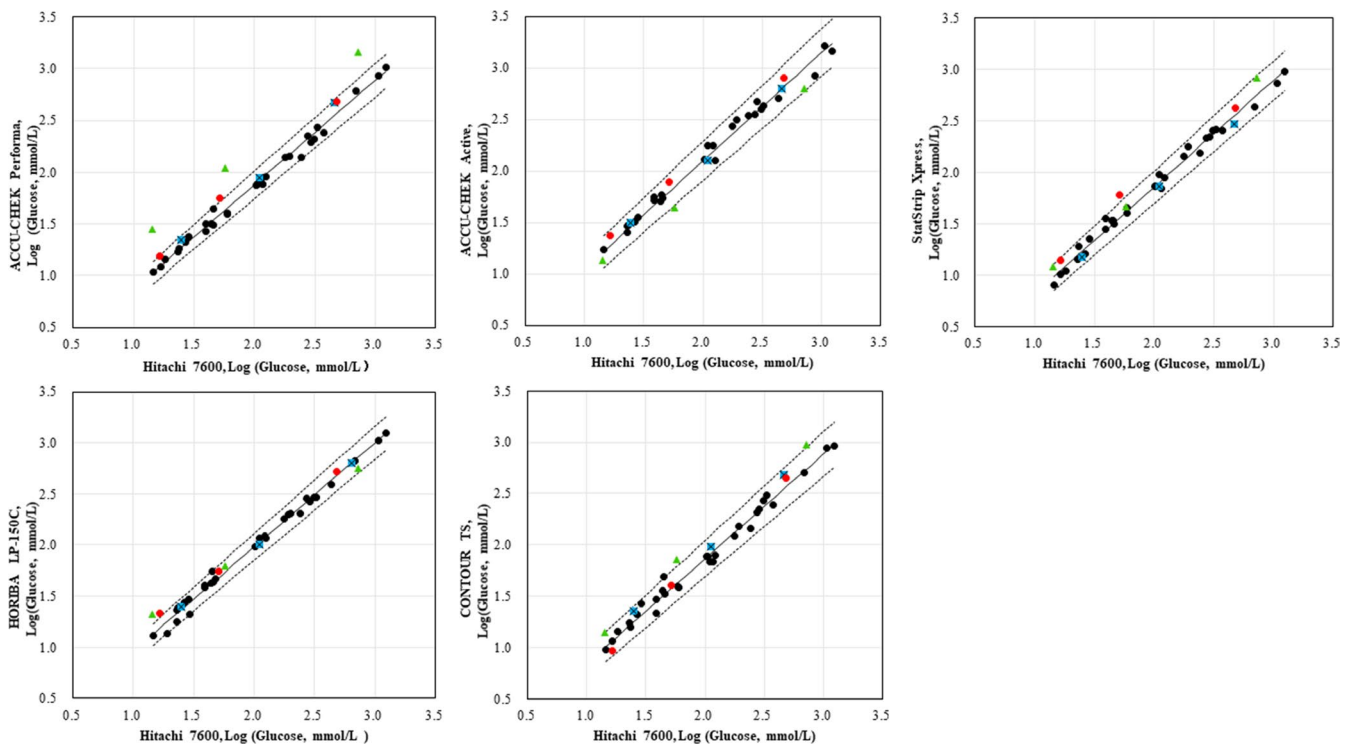 ACCU-CHEK Performa,
Log (Glucose, mmol/L)
3.5
3.0
2.5
2.0
1.5
1.0
0.5
0.5 1.0 1.5 2.0 2.5 3.0 3.5
Hitachi 7600,Log (Glucose, mmol/L)
ACCU-CHEK Active,
Log(Glucose, mmol/L)
3.5
3.0
2.5
2.0
1.5
1.0
0.5
0.5 1.0 1.5 2.0 2.5 3.0 3.5
Hitachi 7600,Log (Glucose, mmol/L)
StatStrip Xpress,
Log(Glucose, mmol/L)
3.5
3.0
2.5
2.0
1.5
1.0
0.5
0.5 1.0 1.5 2.0 2.5 3.0 3.5
Hitachi 7600,Log (Glucose, mmol/L)
HORIBA LP-150C,
Log(Glucose, mmol/L)
3.5
3.0
2.5
2.0
1.5
1.0
0.5
0.5 1.0 1.5 2.0 2.5 3.0 3.5
Hitachi 7600,Log (Glucose, mmol/L )
CONTOUR TS,
Log(Glucose, mmol/L)
3.5
3.0
2.5
2.0
1.5
1.0
0.5
0.5 1.0 1.5 2.0 2.5 3.0 3.5
Hitachi 7600,Log (Glucose, mmol/L)